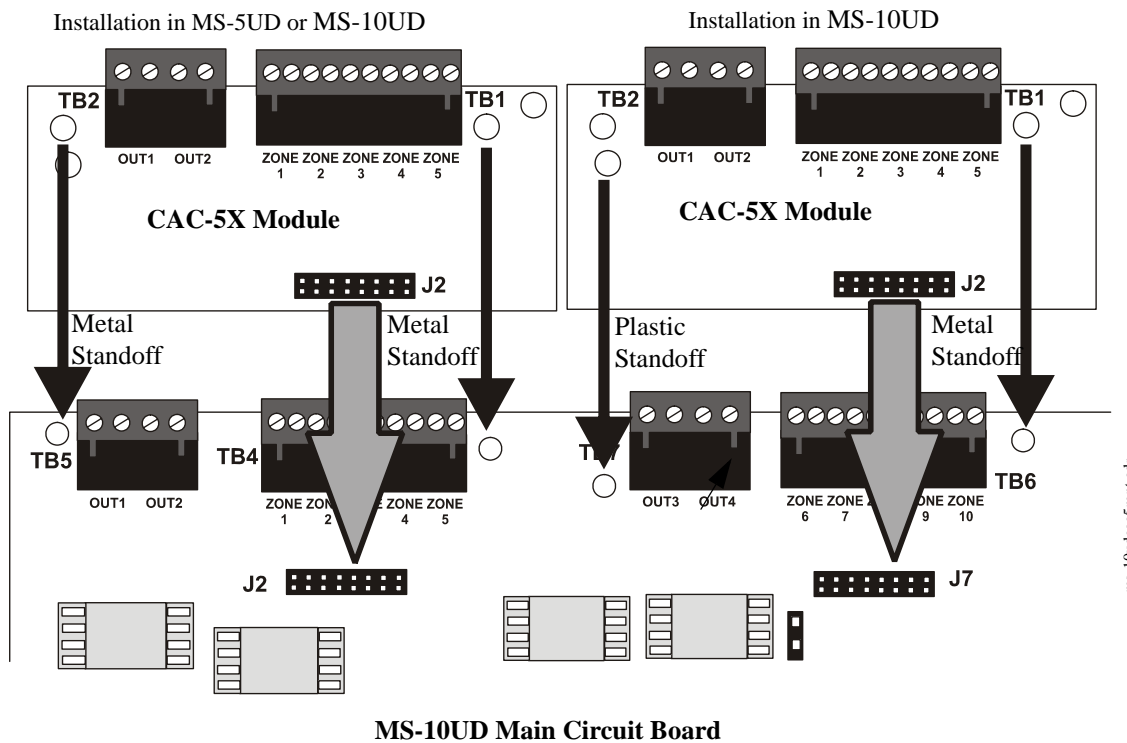 Installation in MS-5UD or MS-10UD
Installation in MS-10UD
TB2
TB1
OUT1 OUT2
ZONE 1 ZONE 2 ZONE 3 ZONE 4 ZONE 5
CAC-5X Module
J2
Metal
Standoff
Metal
Standoff
TB2
TB1
OUT1 OUT2
ZONE 1 ZONE 2 ZONE 3 ZONE 4 ZONE 5
CAC-5X Module
J2
Plastic
Standoff
Metal
Standoff
TB5
OUT1 OUT2
TB4
ZONE 1 ZONE 2 ZONE 4 ZONE 5
J2
OUT3 OUT4
ZONE 6 ZONE 7 9 ZONE 10
TB6
J7
MS-10UD Main Circuit Board